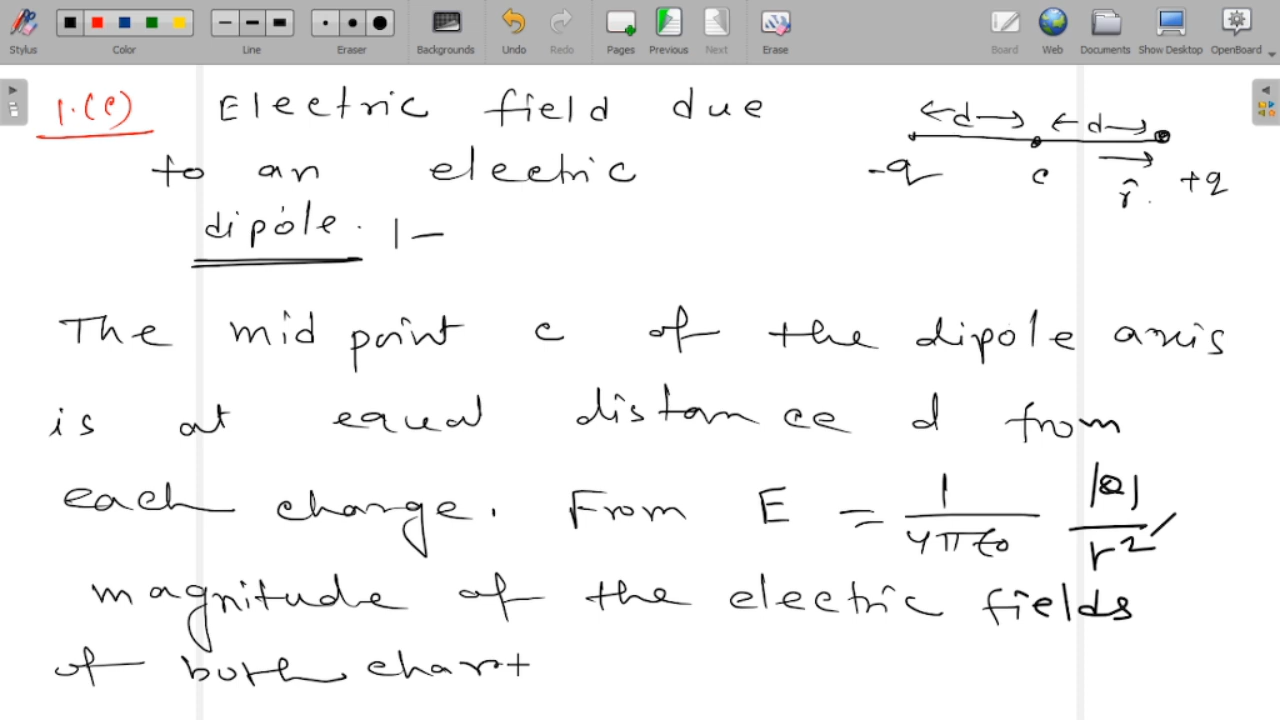 Stylus
Color
Line
Eraser
Backgrounds
Undo
Redo
Pages
Previous
Next
Erase
Board
Web
Documents
Show Desktop
OpenBoard
1.(c) Electric field due
to an electric
dipole. 1-
←d→ ←d→
-q c r̂. +q
The mid point c of the dipole axis
is at equal distance d from
each charge. From E = 1/4πε0 |Q|/r²,
magnitude of the electric fields
of both